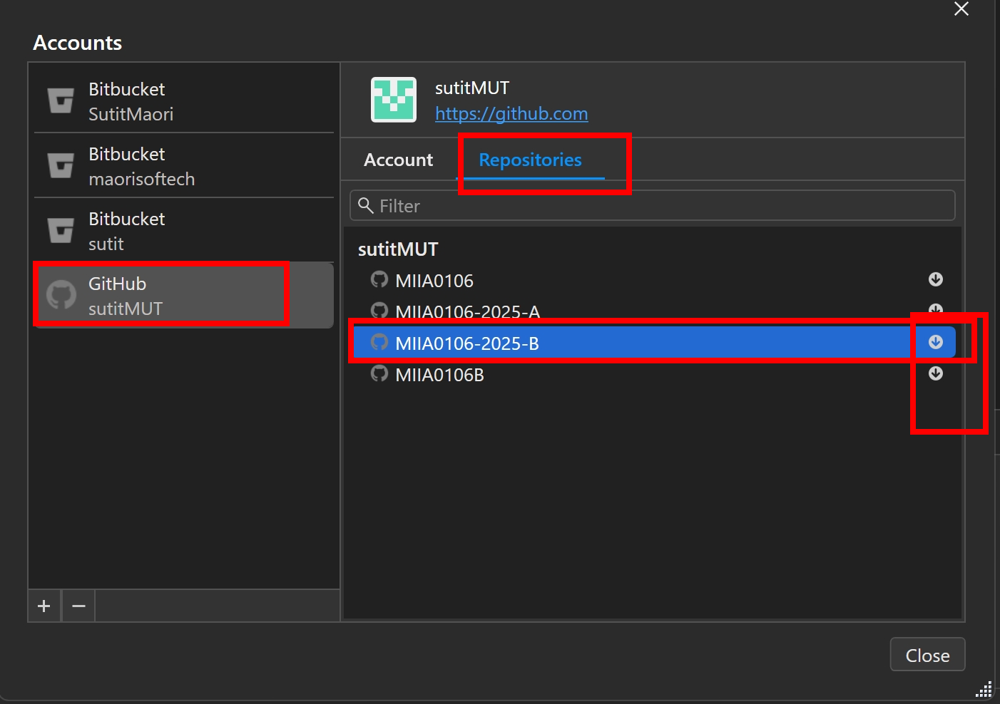 Accounts
Bitbucket
SutitMaori
Bitbucket
maorisoftech
Bitbucket
sutit
GitHub
sutitMUT
sutitMUT
https://github.com
Account
Repositories
Filter
sutitMUT
MIIA0106
MIIA0106-2025-A
MIIA0106-2025-B
MIIA0106B
Close